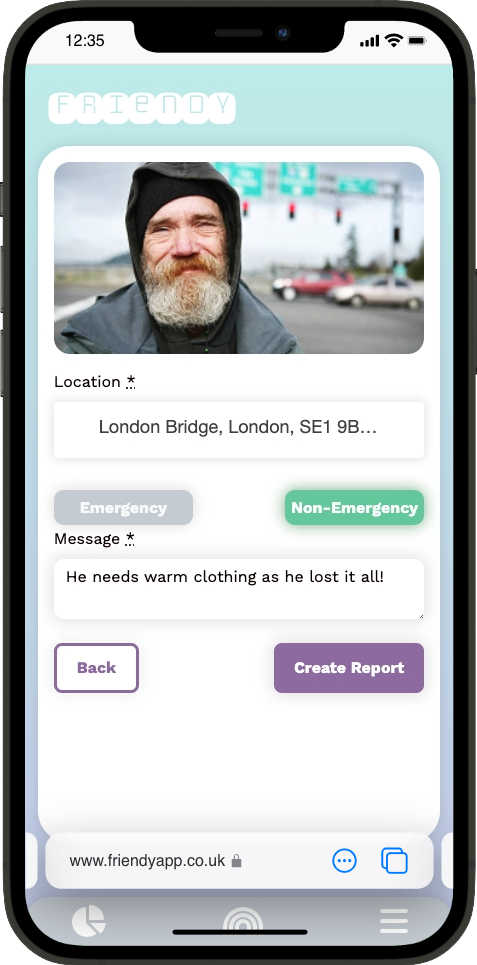 12:35
FRIENDY
Location *
London Bridge, London, SE1 9B...
Emergency
Non-Emergency
Message *
He needs warm clothing as he lost it all!
Back
Create Report
www.friendyapp.co.uk